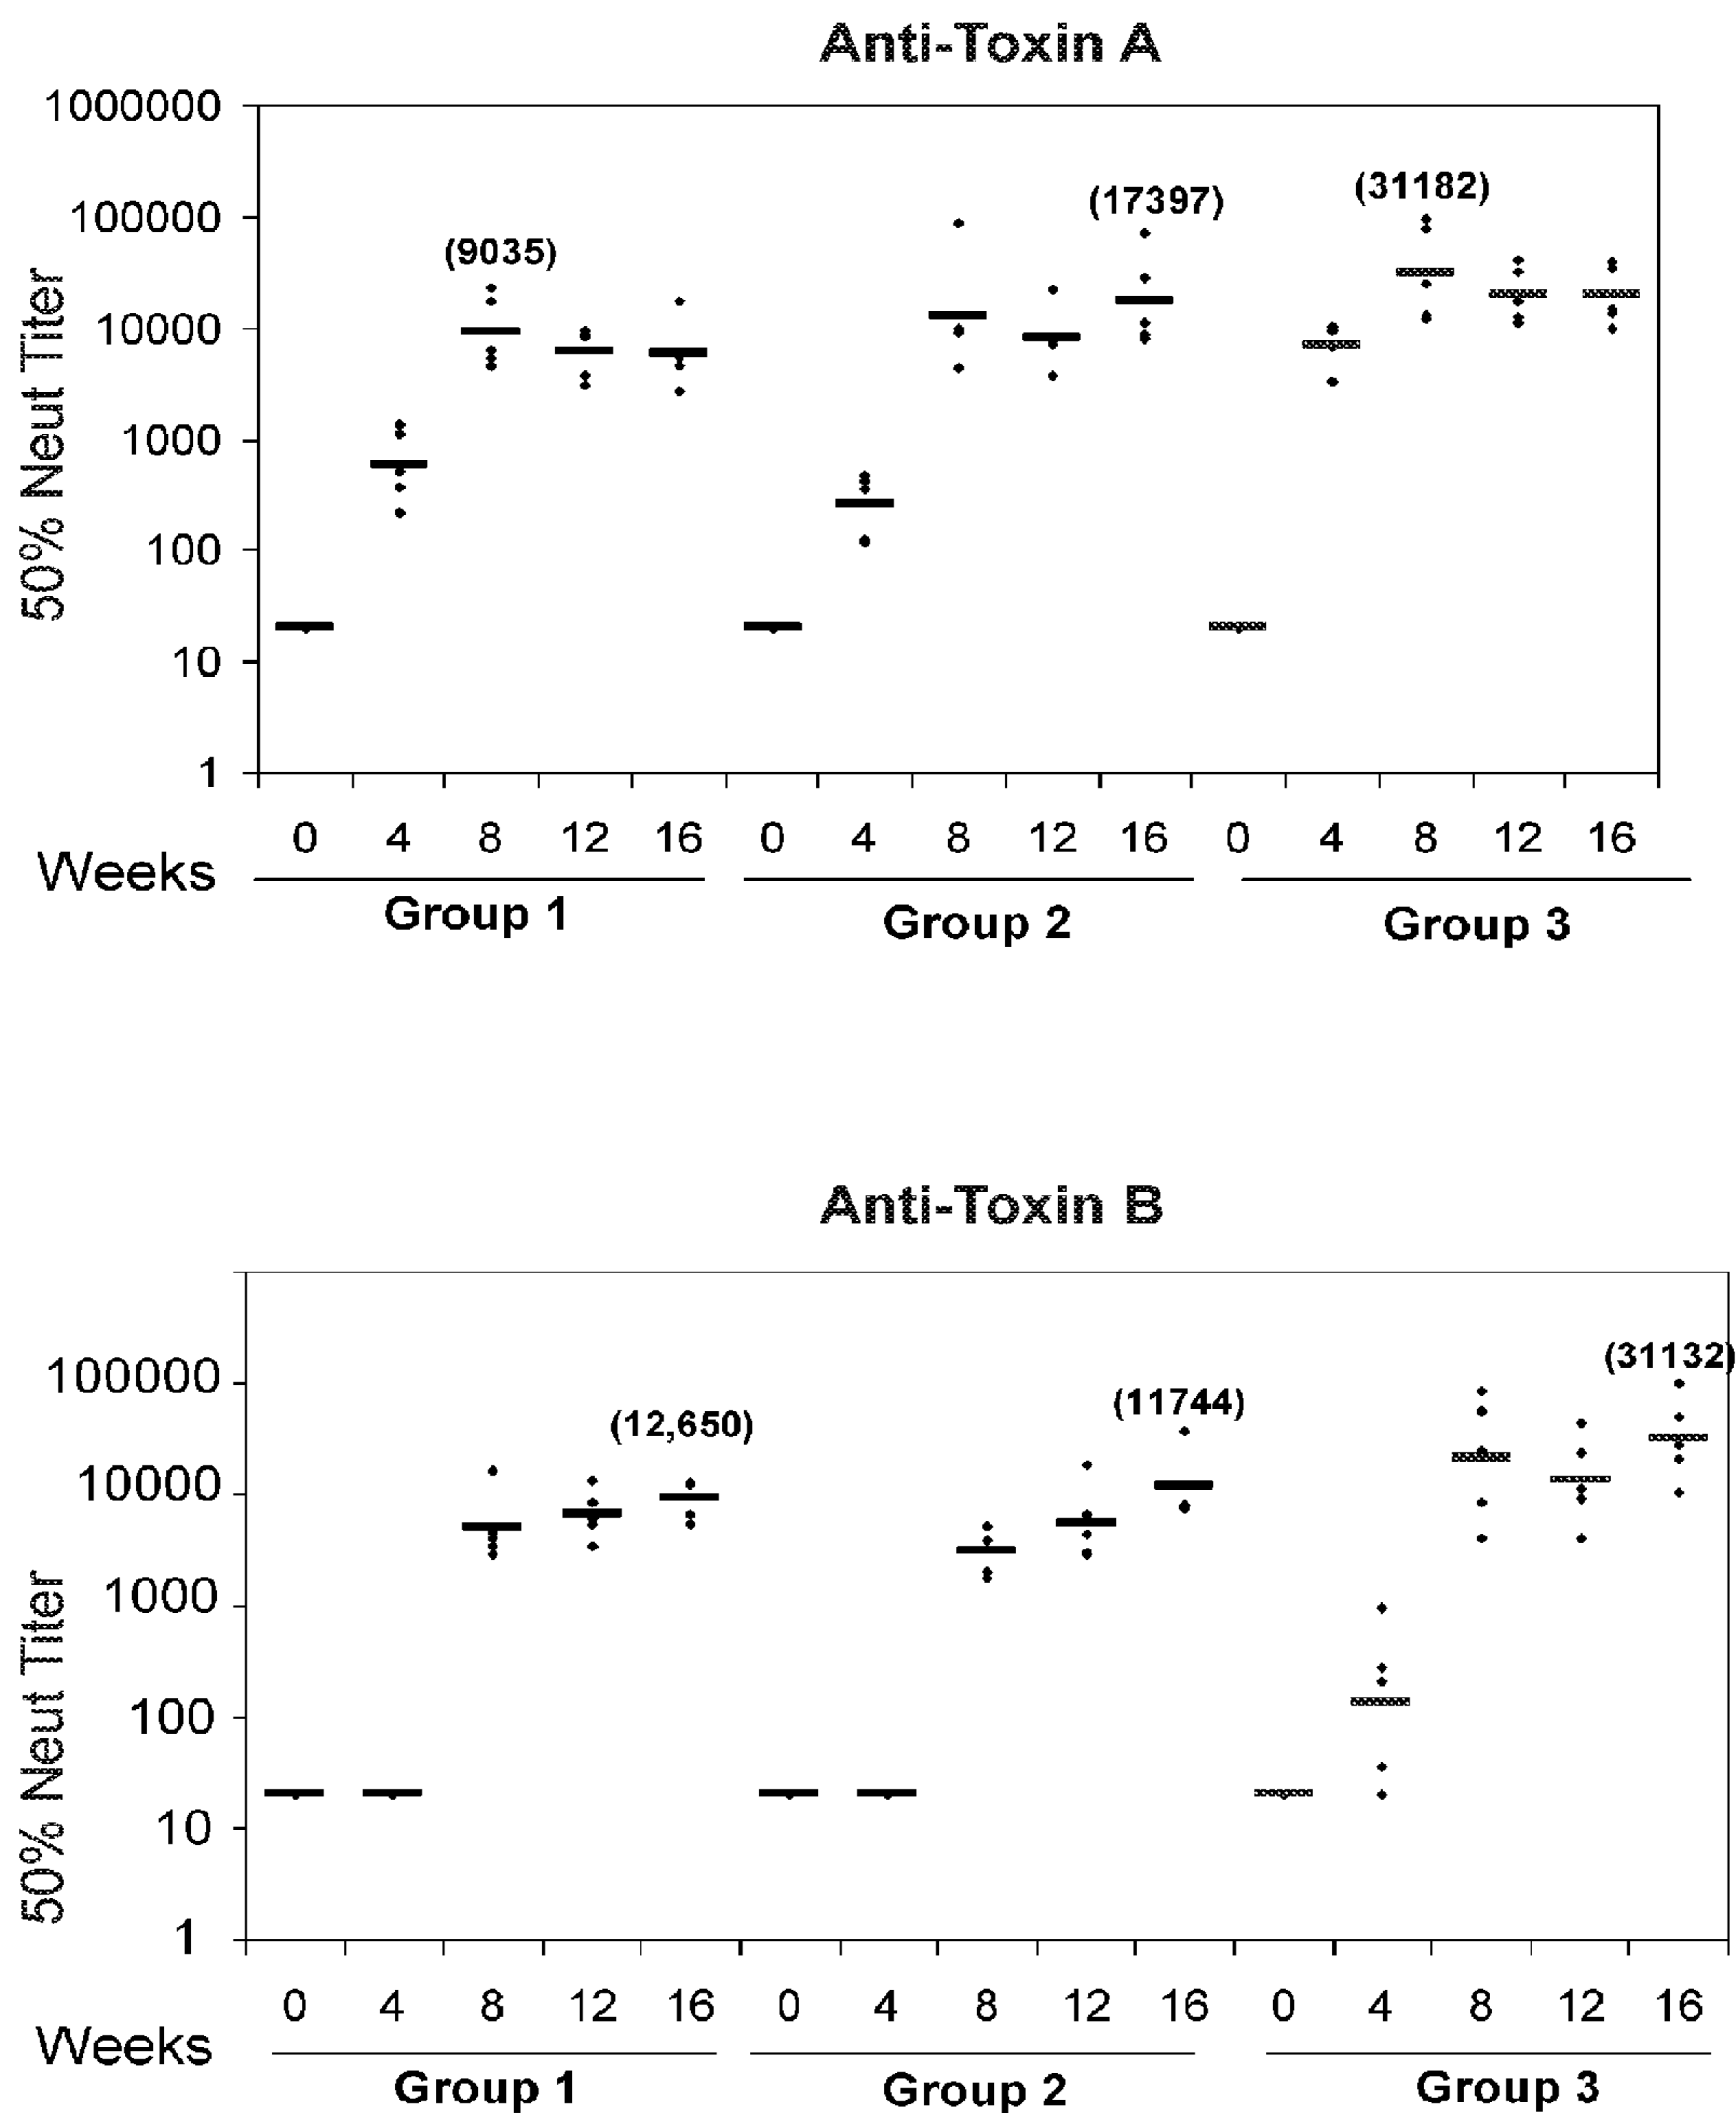 Anti-Toxin A
50% Neut Titer
1000000
100000
10000
1000
100
10
1
(9035)
(17397)
(31182)
Weeks
0 4 8 12 16 0 4 8 12 16 0 4 8 12 16
Group 1 Group 2 Group 3
Anti-Toxin B
50% Neut Titer
100000
10000
1000
100
10
1
(12,650)
(11744)
(31132)
Weeks
0 4 8 12 16 0 4 8 12 16 0 4 8 12 16
Group 1 Group 2 Group 3